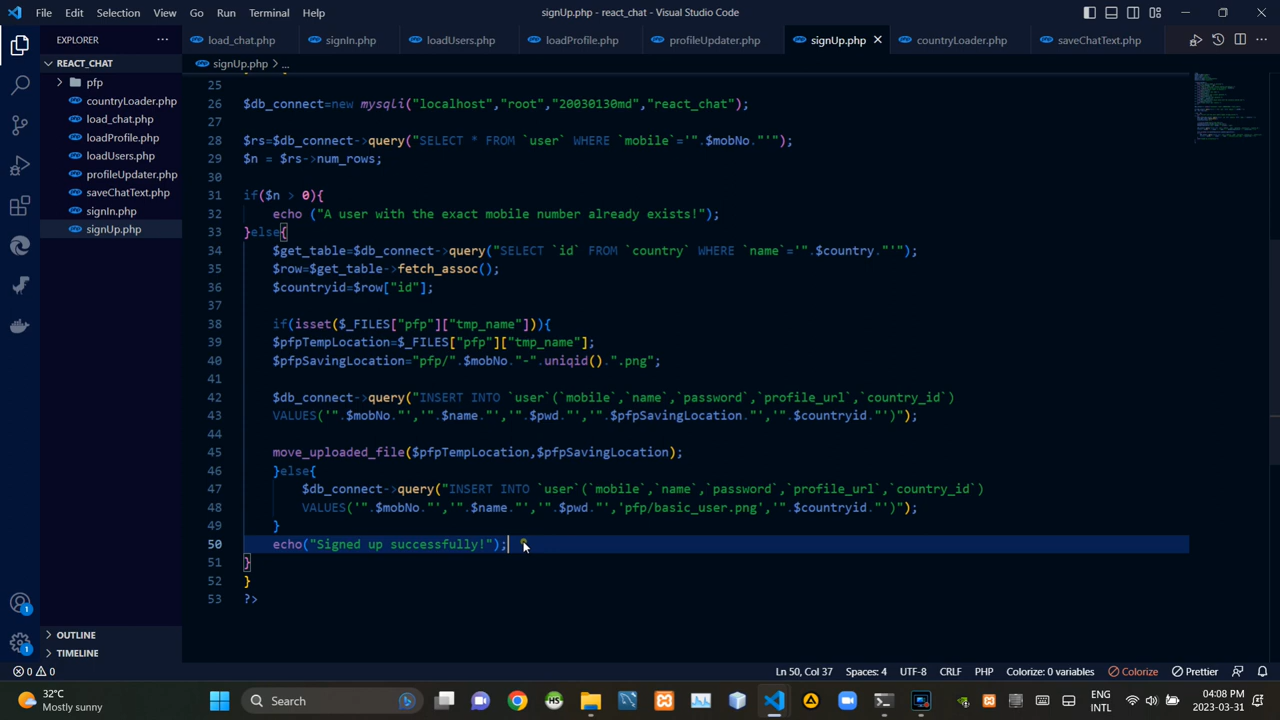 File Edit Selection View Go Run Terminal Help
signUp.php - react_chat - Visual Studio Code
EXPLORER
load_chat.php signIn.php loadUsers.php loadProfile.php profileUpdater.php signUp.php countryLoader.php saveChatText.php
REACT_CHAT
signUp.php > ...
pfp
countryLoader.php
load_chat.php
loadProfile.php
loadUsers.php
profileUpdater.php
saveChatText.php
signIn.php
signUp.php
25
26 $db_connect=new mysqli("localhost","root","20030130md","react_chat");
27
28 $rs=$db_connect->query("SELECT * FROM `user` WHERE `mobile`='".$mobNo."'");
29 $n = $rs->num_rows;
30
31 if($n > 0){
32 echo ("A user with the exact mobile number already exists!");
33 }else{
34 $get_table=$db_connect->query("SELECT `id` FROM `country` WHERE `name`='".$country."'");
35 $row=$get_table->fetch_assoc();
36 $countryid=$row["id"];
37
38 if(isset($_FILES["pfp"]["tmp_name"])){
39 $pfpTempLocation=$_FILES["pfp"]["tmp_name"];
40 $pfpSavingLocation="pfp/".$mobNo."-".uniqid().".png";
41
42 $db_connect->query("INSERT INTO `user`(`mobile`,`name`,`password`,`profile_url`,`country_id`)
43 VALUES('".$mobNo."','".$name."','".$pwd."','".$pfpSavingLocation."','".$countryid."')");
44
45 move_uploaded_file($pfpTempLocation,$pfpSavingLocation);
46 }else{
47 $db_connect->query("INSERT INTO `user`(`mobile`,`name`,`password`,`profile_url`,`country_id`)
48 VALUES('".$mobNo."','".$name."','".$pwd."','pfp/basic_user.png','".$countryid."')");
49 }
50 echo("Signed up successfully!");
51 }
52 }
53 ?>
OUTLINE
TIMELINE
0 0 Ln 50, Col 37 Spaces: 4 UTF-8 CRLF PHP Colorize: 0 variables Colorize Prettier
32°C
Mostly sunny
Search
ENG
INTL
04:08 PM
2023-03-31